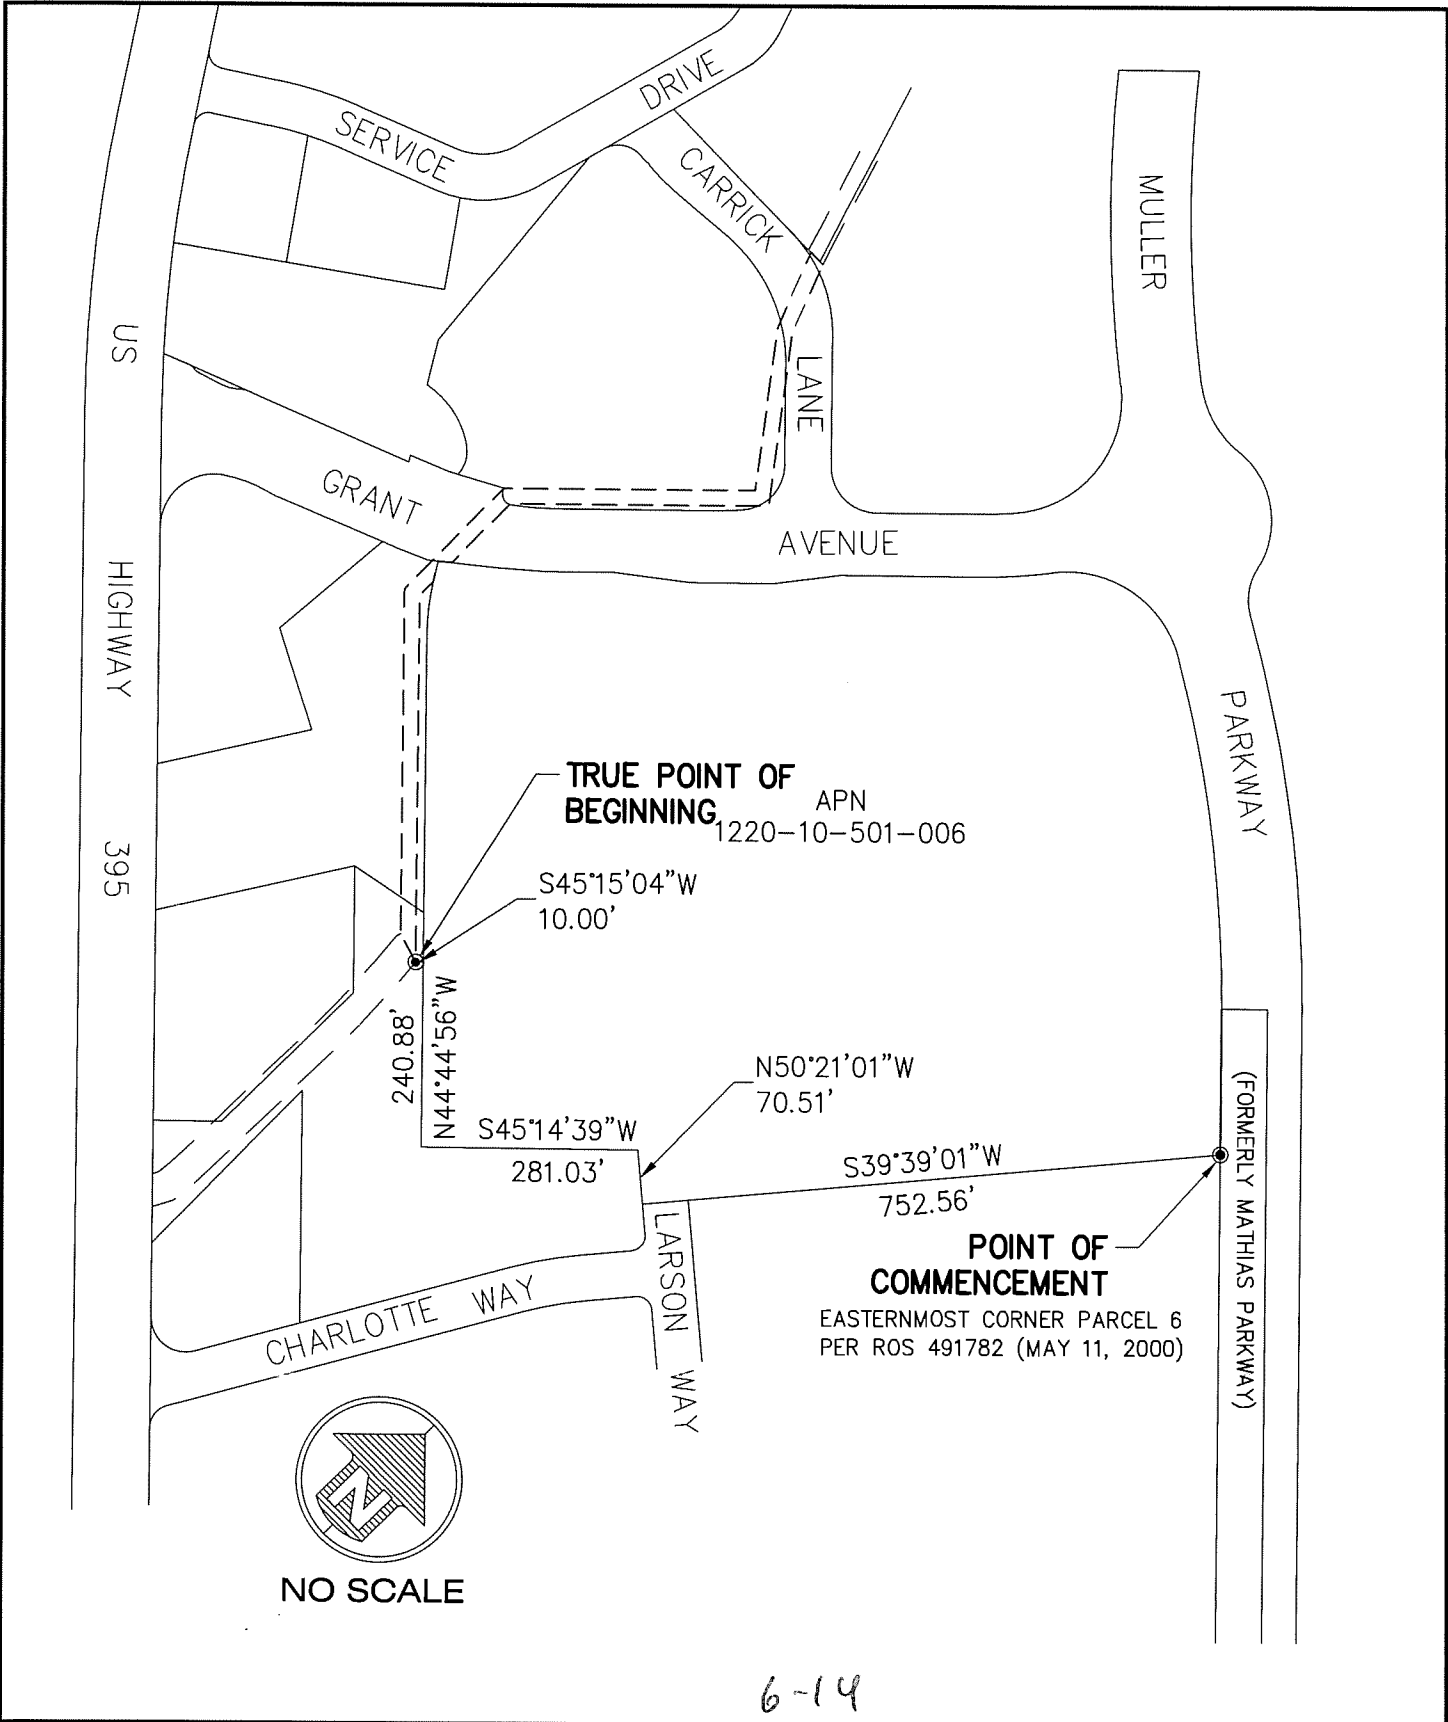 SERVICE
DRIVE
CARRICK
LANE
MULLER
PARKWAY
US
HIGHWAY
395
GRANT
AVENUE
TRUE POINT OF
BEGINNING
APN
1220-10-501-006
S45°15'04"W
10.00'
240.88'
N44°44'56"W
S45°14'39"W
281.03'
N50°21'01"W
70.51'
S39°39'01"W
752.56'
POINT OF
COMMENCEMENT
EASTERNMOST CORNER PARCEL 6
PER ROS 491782 (MAY 11, 2000)
(FORMERLY MATHIAS PARKWAY)
LARSON WAY
CHARLOTTE WAY
N
NO SCALE
6-14